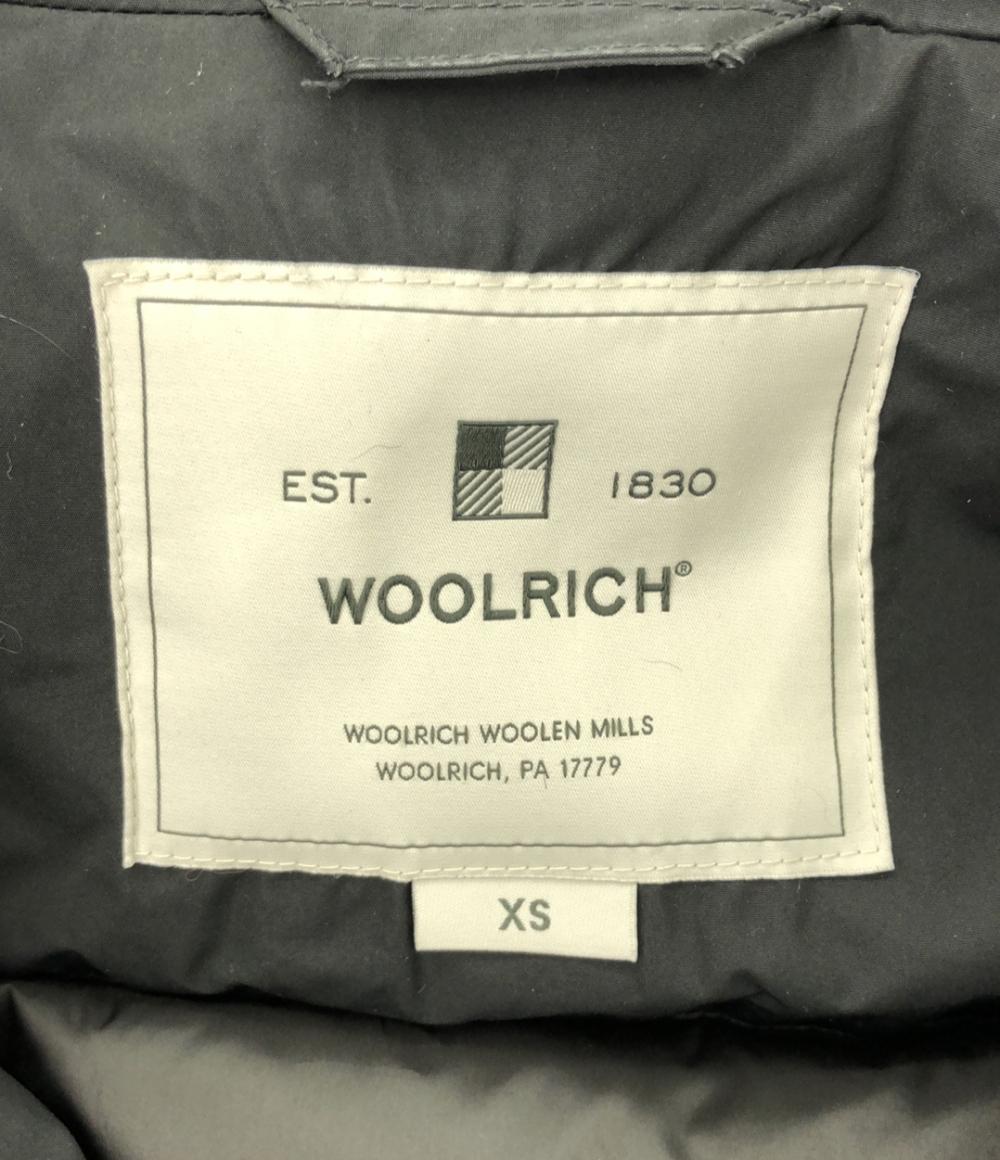 EST. 1830
WOOLRICH®
WOOLRICH WOOLEN MILLS
WOOLRICH, PA 17779
XS